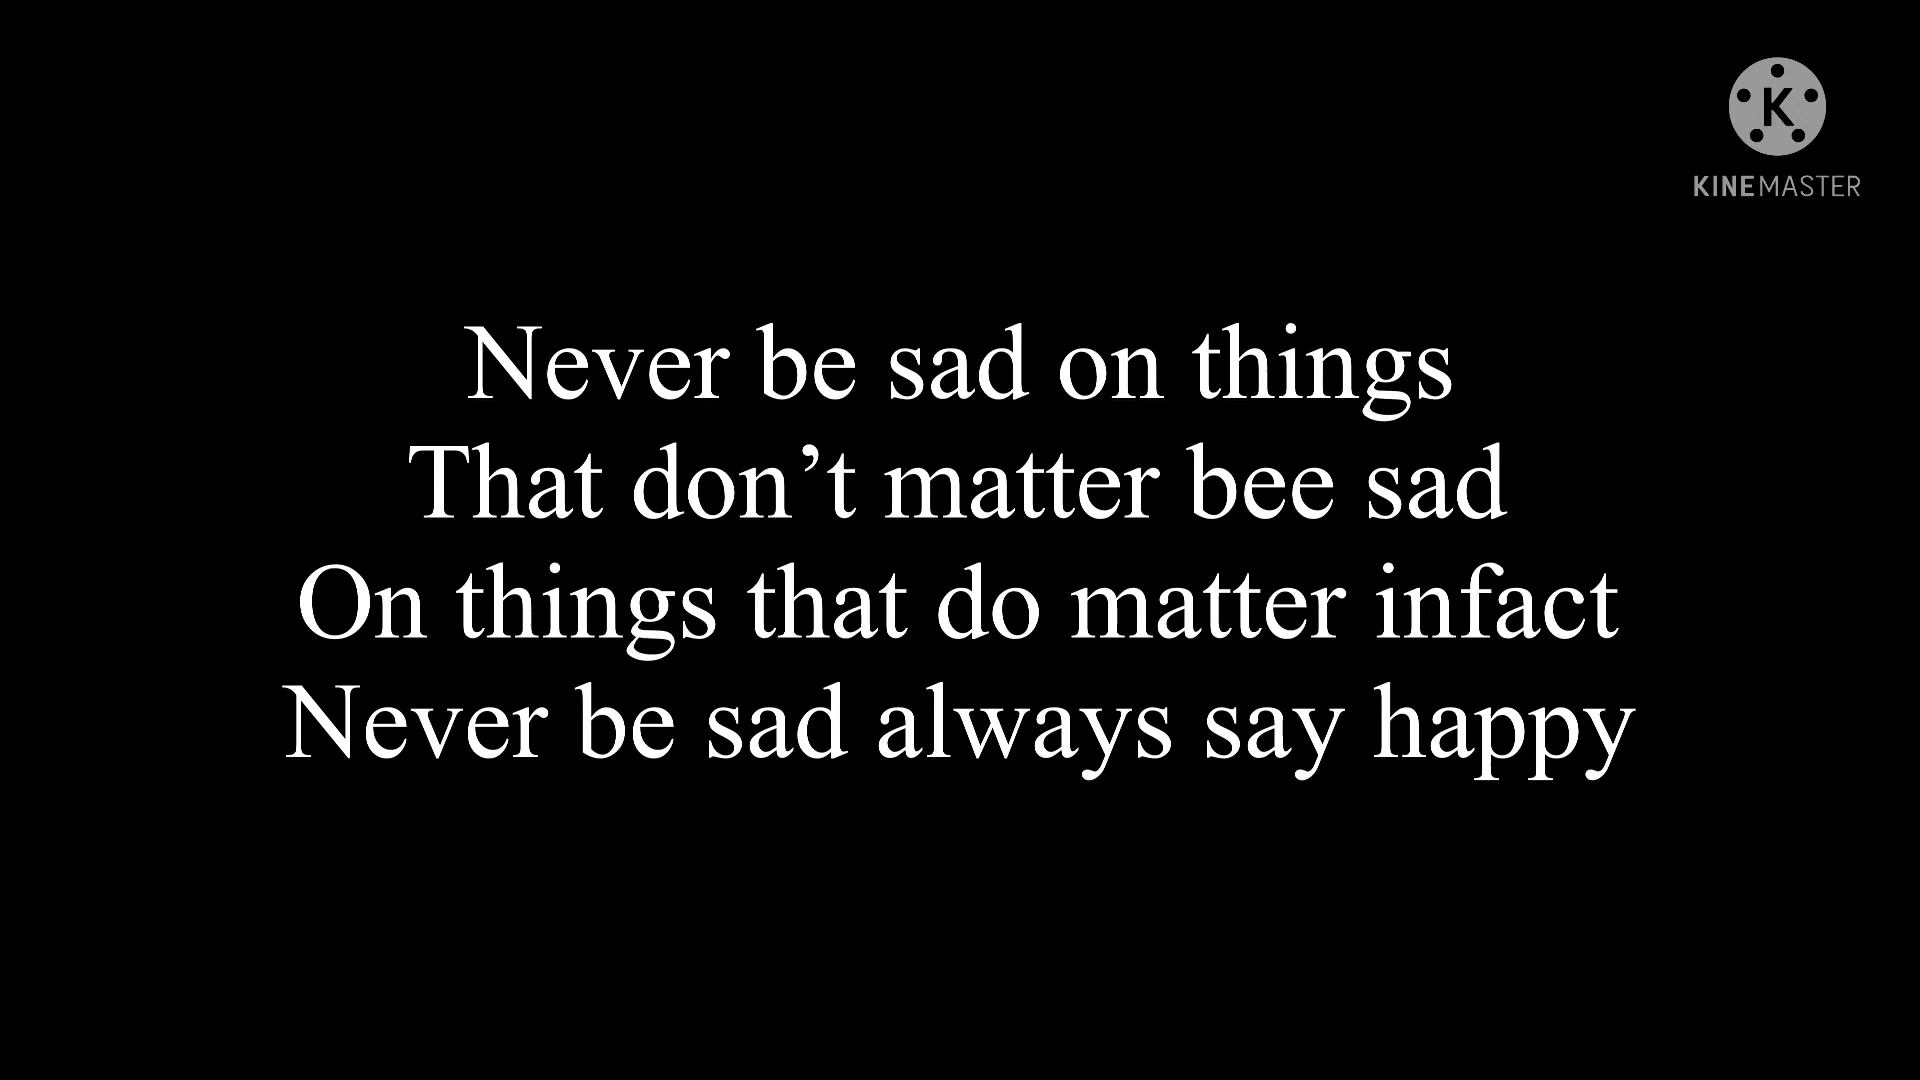 K
KINEMASTER
Never be sad on things
That don’t matter bee sad
On things that do matter infact
Never be sad always say happy